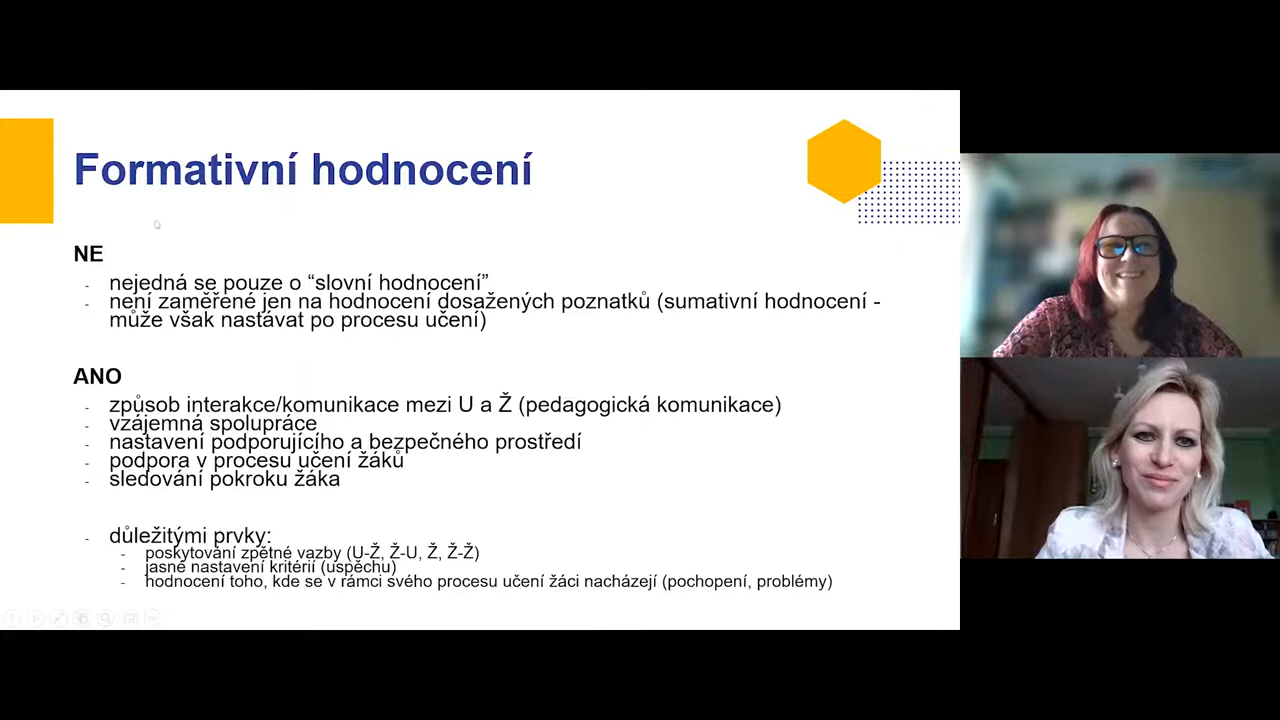 Formativní hodnocení
NE
- nejedná se pouze o “slovní hodnocení”
- není zaměřené jen na hodnocení dosažených poznatků (sumativní hodnocení -
může však nastávat po procesu učení)
ANO
- způsob interakce/komunikace mezi U a Ž (pedagogická komunikace)
- vzájemná spolupráce
- nastavení podporujícího a bezpečného prostředí
- podpora v procesu učení žáků
- sledování pokroku žáka
- důležitými prvky:
- poskytování zpětné vazby (U-Ž, Ž-U, Ž, Ž-Ž)
- jasné nastavení kritérií (úspěchu)
- hodnocení toho, kde se v rámci svého procesu učení žáci nacházejí (pochopení, problémy)